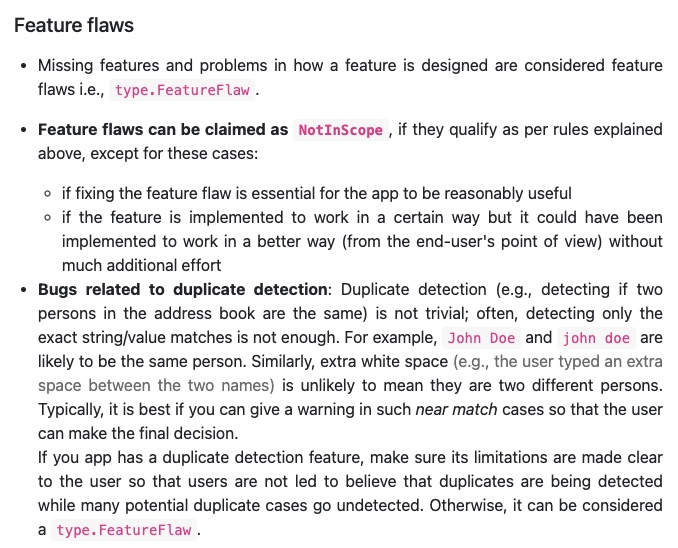 Feature flaws
• Missing features and problems in how a feature is designed are considered feature
flaws i.e., type.FeatureFlaw .
• Feature flaws can be claimed as NotInScope , if they qualify as per rules explained
above, except for these cases:
◦ if fixing the feature flaw is essential for the app to be reasonably useful
◦ if the feature is implemented to work in a certain way but it could have been
implemented to work in a better way (from the end-user's point of view) without
much additional effort
• Bugs related to duplicate detection: Duplicate detection (e.g., detecting if two
persons in the address book are the same) is not trivial; often, detecting only the
exact string/value matches is not enough. For example, John Doe and john doe are
likely to be the same person. Similarly, extra white space (e.g., the user typed an extra
space between the two names) is unlikely to mean they are two different persons.
Typically, it is best if you can give a warning in such near match cases so that the user
can make the final decision.
If you app has a duplicate detection feature, make sure its limitations are made clear
to the user so that users are not led to believe that duplicates are being detected
while many potential duplicate cases go undetected. Otherwise, it can be considered
a type.FeatureFlaw .